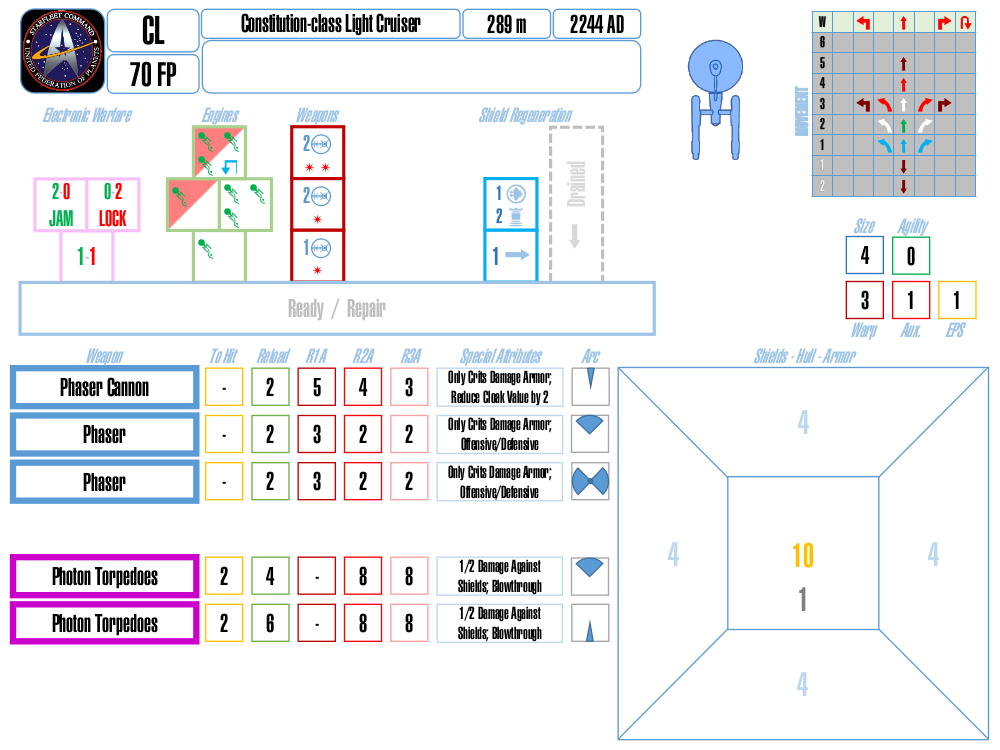 STARFLEET COMMAND
UNITED FEDERATION OF PLANETS
CL
Constitution-class Light Cruiser
289 m
2244 AD
70 FP
Electronic Warfare
Engines
Weapons
Shield Regeneration
2-0
JAM
0-2
LOCK
1-1
2
2
1
1
2
1
Drained
Ready / Repair
MOVEMENT
W
6
5
4
3
2
1
1
2
Size
Agility
4
0
3
1
1
Warp
Aux.
EPS
Weapon
To Hit
Reload
R1A
R2A
R3A
Special Attributes
Arc
Phaser Cannon
-
2
5
4
3
Only Crits Damage Armor;
Reduce Cloak Value by 2
Phaser
-
2
3
2
2
Only Crits Damage Armor;
Offensive/Defensive
Phaser
-
2
3
2
2
Only Crits Damage Armor;
Offensive/Defensive
Photon Torpedoes
2
4
-
8
8
1/2 Damage Against
Shields; Blowthrough
Photon Torpedoes
2
6
-
8
8
1/2 Damage Against
Shields; Blowthrough
Shields - Hull - Armor
4
4
10
4
1
4